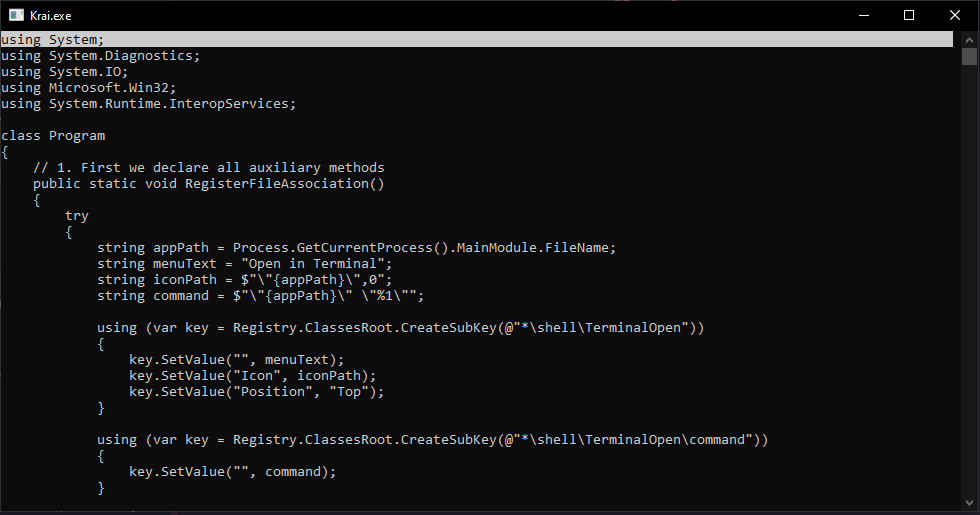 Krai.exe
using System;
using System.Diagnostics;
using System.IO;
using Microsoft.Win32;
using System.Runtime.InteropServices;

class Program
{
    // 1. First we declare all auxiliary methods
    public static void RegisterFileAssociation()
    {
        try
        {
            string appPath = Process.GetCurrentProcess().MainModule.FileName;
            string menuText = "Open in Terminal";
            string iconPath = $"\"{appPath}\",0";
            string command = $"\"{appPath}\" \"%1\"";

            using (var key = Registry.ClassesRoot.CreateSubKey(@"*\shell\TerminalOpen"))
            {
                key.SetValue("", menuText);
                key.SetValue("Icon", iconPath);
                key.SetValue("Position", "Top");
            }

            using (var key = Registry.ClassesRoot.CreateSubKey(@"*\shell\TerminalOpen\command"))
            {
                key.SetValue("", command);
            }